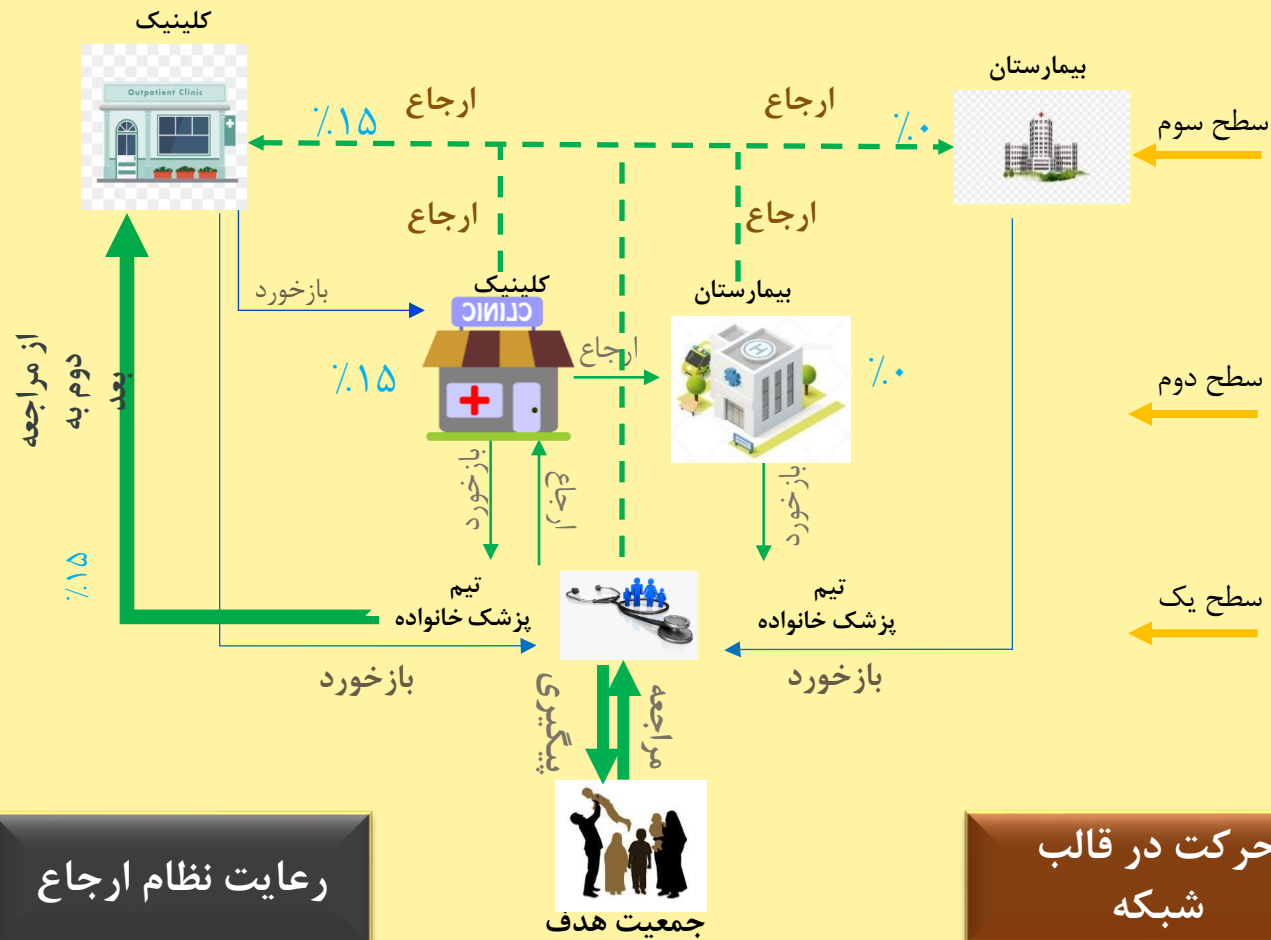 کلینیک
Outpatient Clinic
بیمارستان
سطح سوم
ارجاع
ارجاع
٪۱۵
٪۰
ارجاع
ارجاع
بازخورد
کلینیک
CLINIC
بیمارستان
H
ارجاع
٪۱۵
٪۰
سطح دوم
بعد
از مراجعه
دوم به
٪۱۵
بازخورد
ارجاع
بازخورد
تیم
پزشک خانواده
تیم
پزشک خانواده
سطح یک
بازخورد
بازخورد
پیگیری
مراجعه
جمعیت هدف
رعایت نظام ارجاع
حرکت در قالب
شبکه